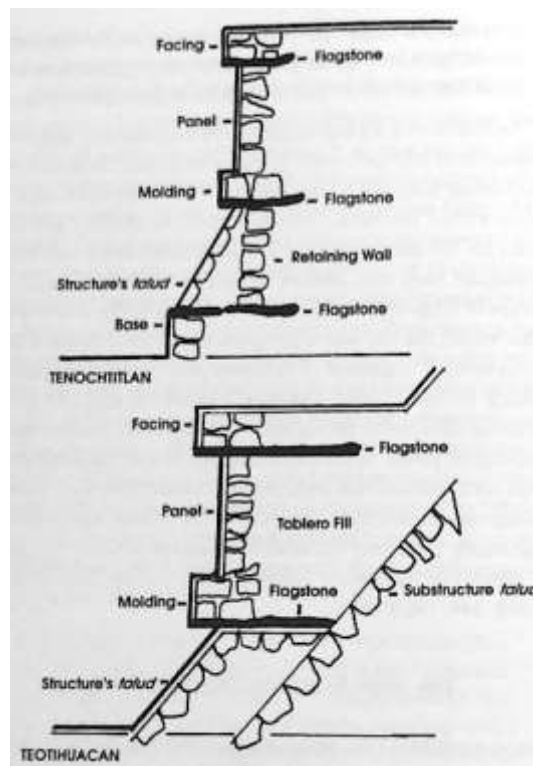 Facing
Flagstone
Panel
Molding
Flagstone
Retaining Wall
Structure's talud
Flagstone
Base
TENOCHTITLAN
Facing
Flagstone
Panel
Tablero Fill
Flagstone
Molding
Substructure talud
Structure's talud
TEOTIHUACAN